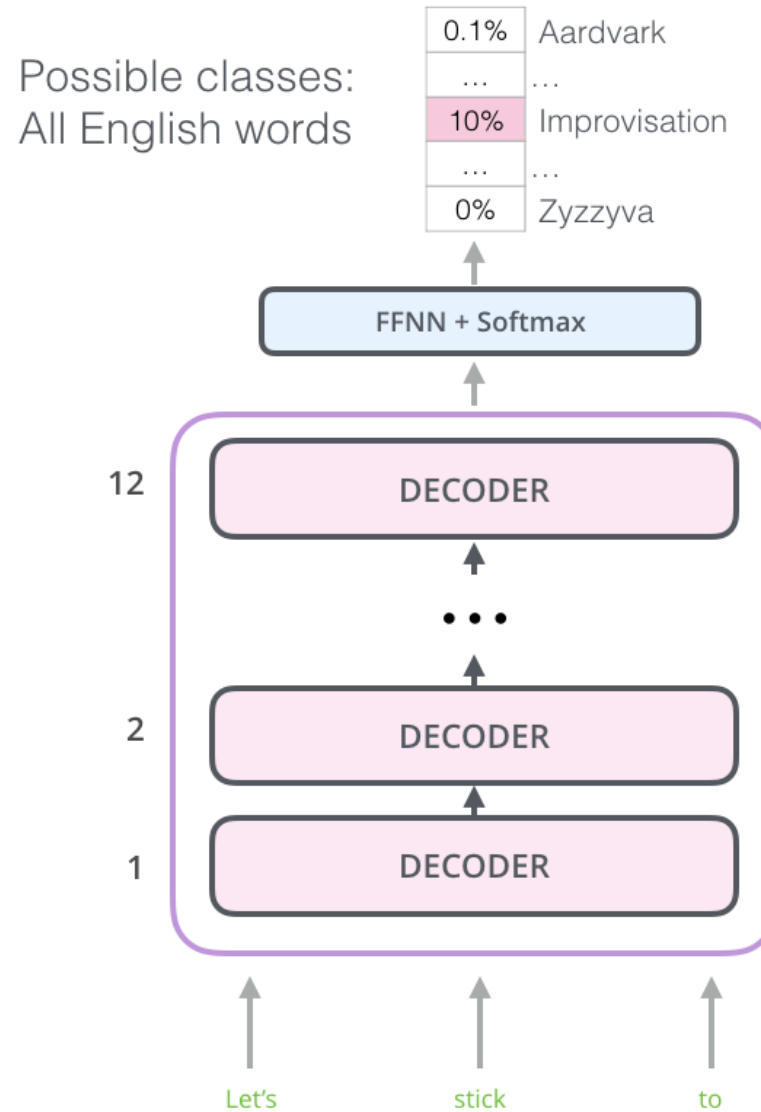 0.1% Aardvark
Possible classes:
... ...
All English words
10% Improvisation
... ...
0% Zyzzyva
FFNN + Softmax
12 DECODER
...
2 DECODER
1 DECODER
Let's stick to